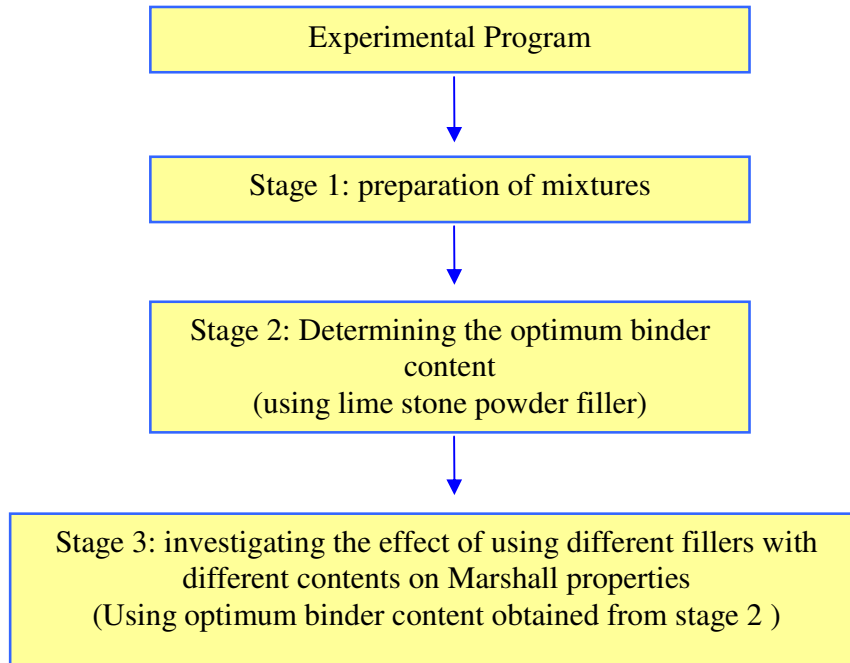 Experimental Program
Stage 1: preparation of mixtures
Stage 2: Determining the optimum binder
content
(using lime stone powder filler)
Stage 3: investigating the effect of using different fillers with
different contents on Marshall properties
(Using optimum binder content obtained from stage 2 )